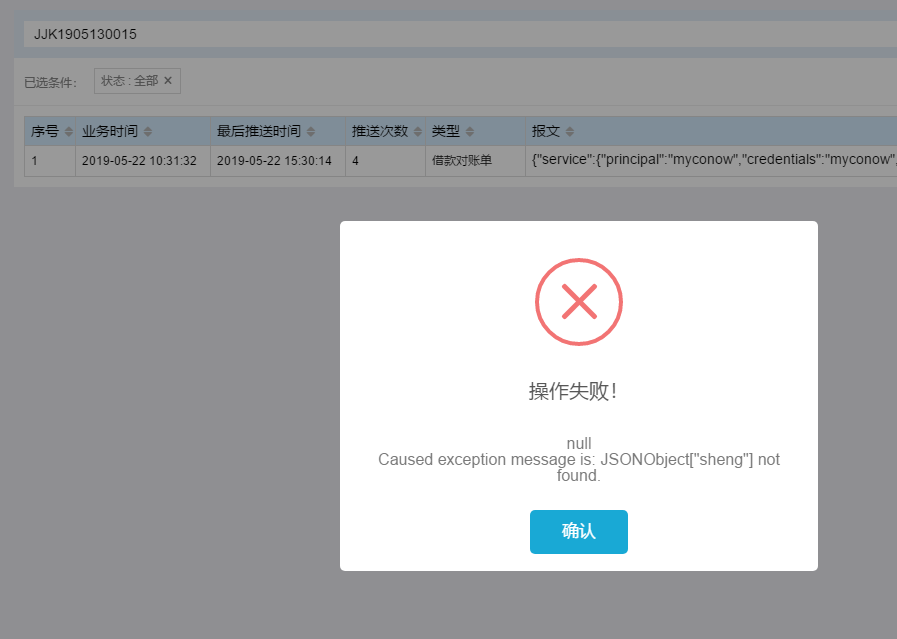 JJK1905130015
已选条件: 状态 : 全部 ×
序号 业务时间 最后推送时间 推送次数 类型 报文
1 2019-05-22 10:31:32 2019-05-22 15:30:14 4 借款对账单 {"service":{"principal":"myconow","credentials":"myconow",
操作失败!
null
Caused exception message is: JSONObject["sheng"] not
found.
确认